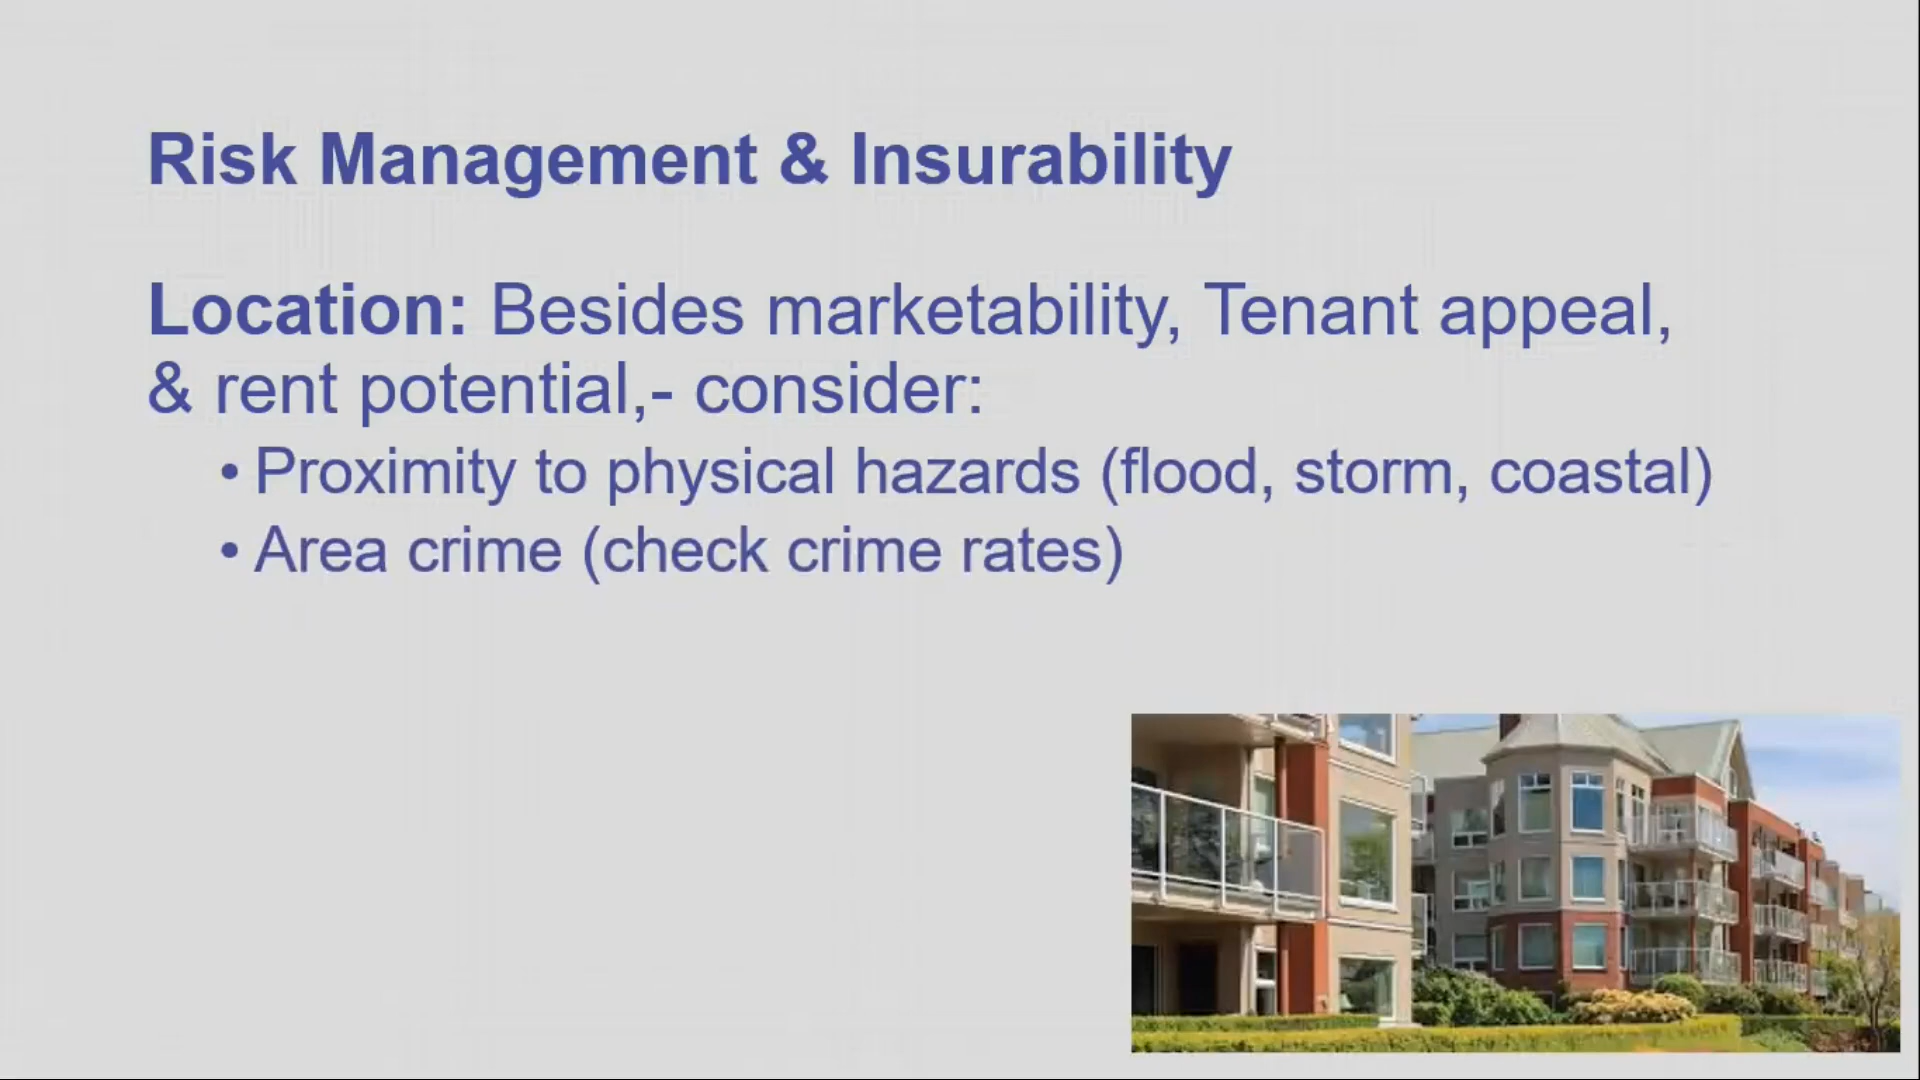 Risk Management & Insurability
Location: Besides marketability, Tenant appeal,
& rent potential,- consider:
• Proximity to physical hazards (flood, storm, coastal)
• Area crime (check crime rates)